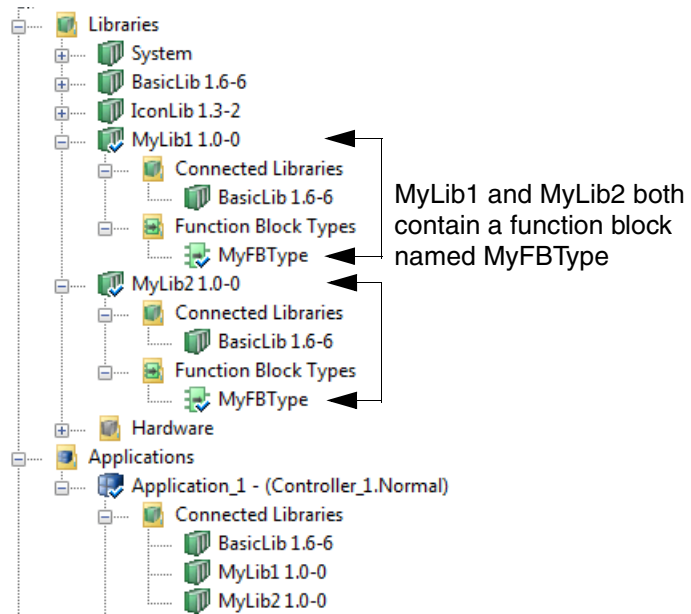 Libraries
System
BasicLib 1.6-6
IconLib 1.3-2
MyLib1 1.0-0
Connected Libraries
BasicLib 1.6-6
Function Block Types
MyFBType
MyLib2 1.0-0
Connected Libraries
BasicLib 1.6-6
Function Block Types
MyFBType
Hardware
Applications
Application_1 - (Controller_1.Normal)
Connected Libraries
BasicLib 1.6-6
MyLib1 1.0-0
MyLib2 1.0-0
MyLib1 and MyLib2 both
contain a function block
named MyFBType